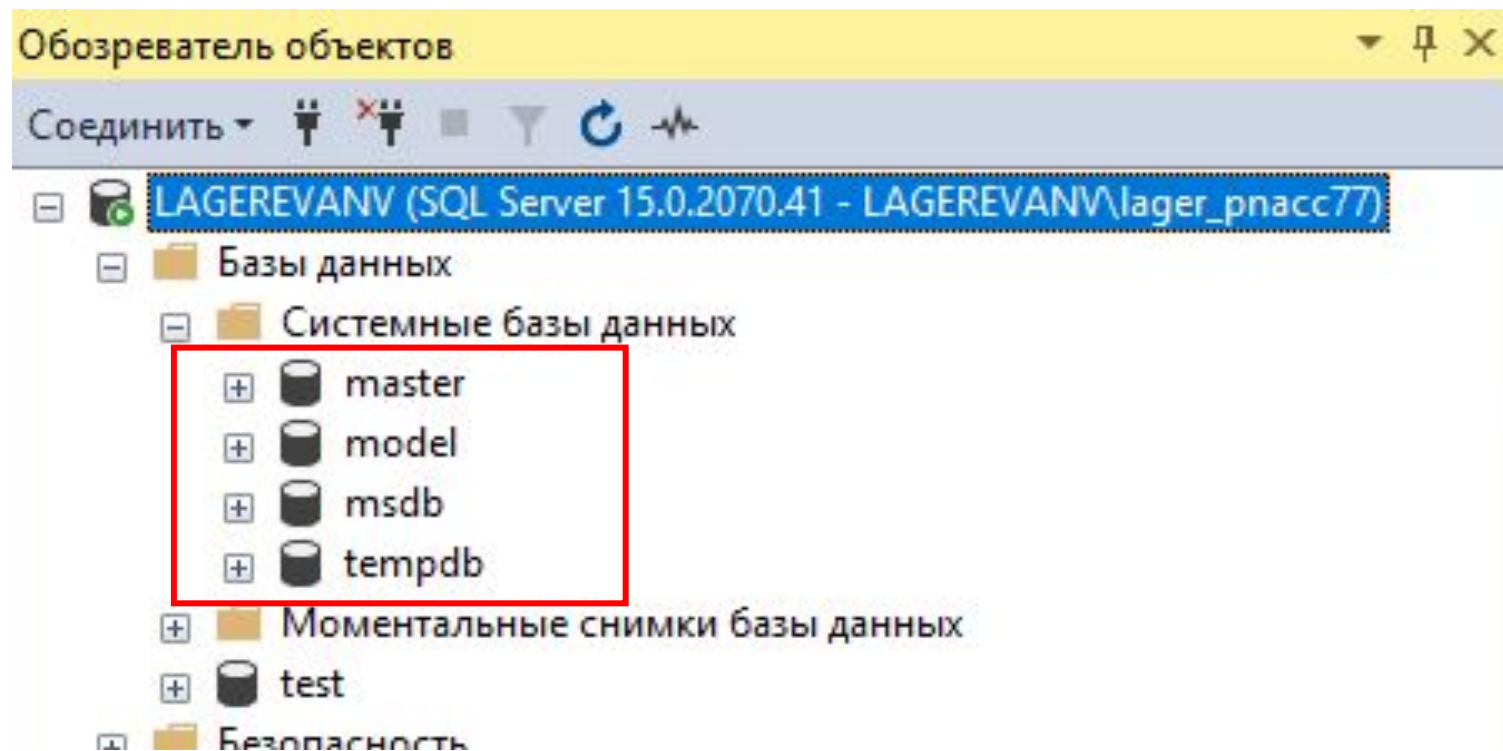 Обозреватель объектов
Соединить
LAGEREVANV (SQL Server 15.0.2070.41 - LAGEREVANV\lager_pnacc77)
Базы данных
Системные базы данных
master
model
msdb
tempdb
Моментальные снимки базы данных
test
Безопасность